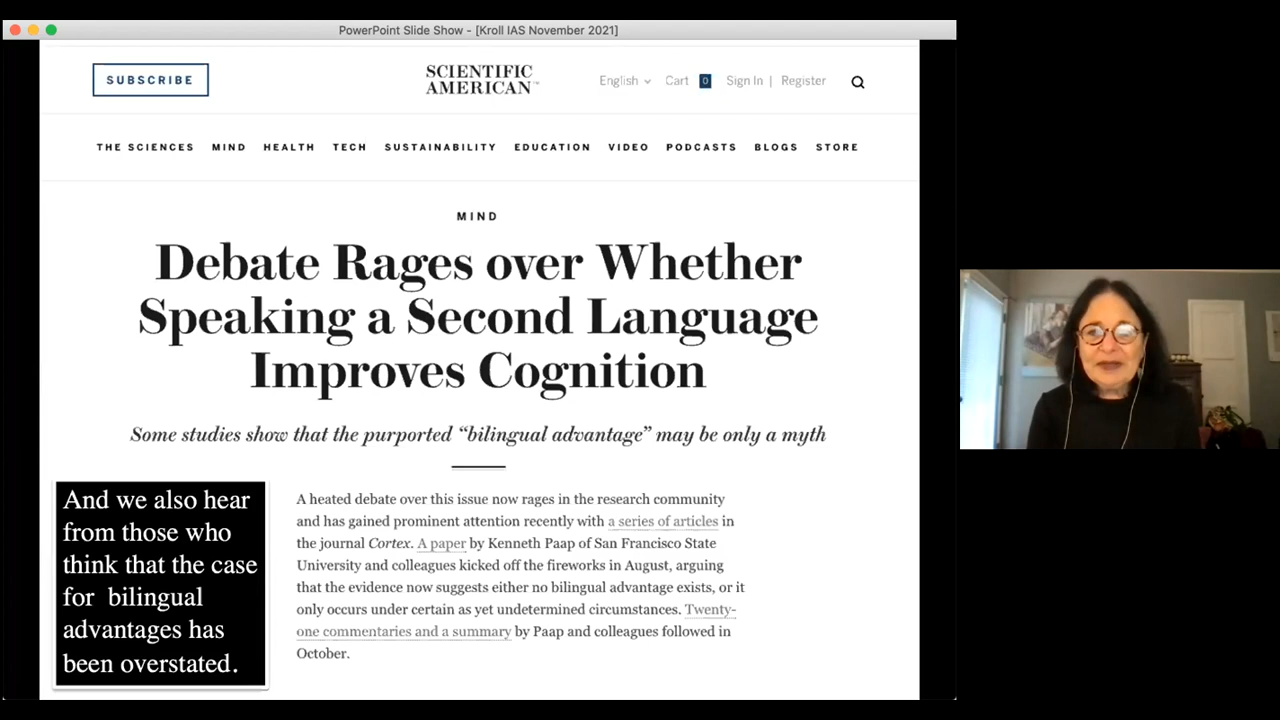 PowerPoint Slide Show - [Kroll IAS November 2021]
SUBSCRIBE
SCIENTIFIC
AMERICAN™
English
Cart 0
Sign In | Register
THE SCIENCES MIND HEALTH TECH SUSTAINABILITY EDUCATION VIDEO PODCASTS BLOGS STORE
MIND
Debate Rages over Whether
Speaking a Second Language
Improves Cognition
Some studies show that the purported “bilingual advantage” may be only a myth
And we also hear
from those who
think that the case
for bilingual
advantages has
been overstated.
A heated debate over this issue now rages in the research community
and has gained prominent attention recently with a series of articles in
the journal Cortex. A paper by Kenneth Paap of San Francisco State
University and colleagues kicked off the fireworks in August, arguing
that the evidence now suggests either no bilingual advantage exists, or it
only occurs under certain as yet undetermined circumstances. Twenty-
one commentaries and a summary by Paap and colleagues followed in
October.